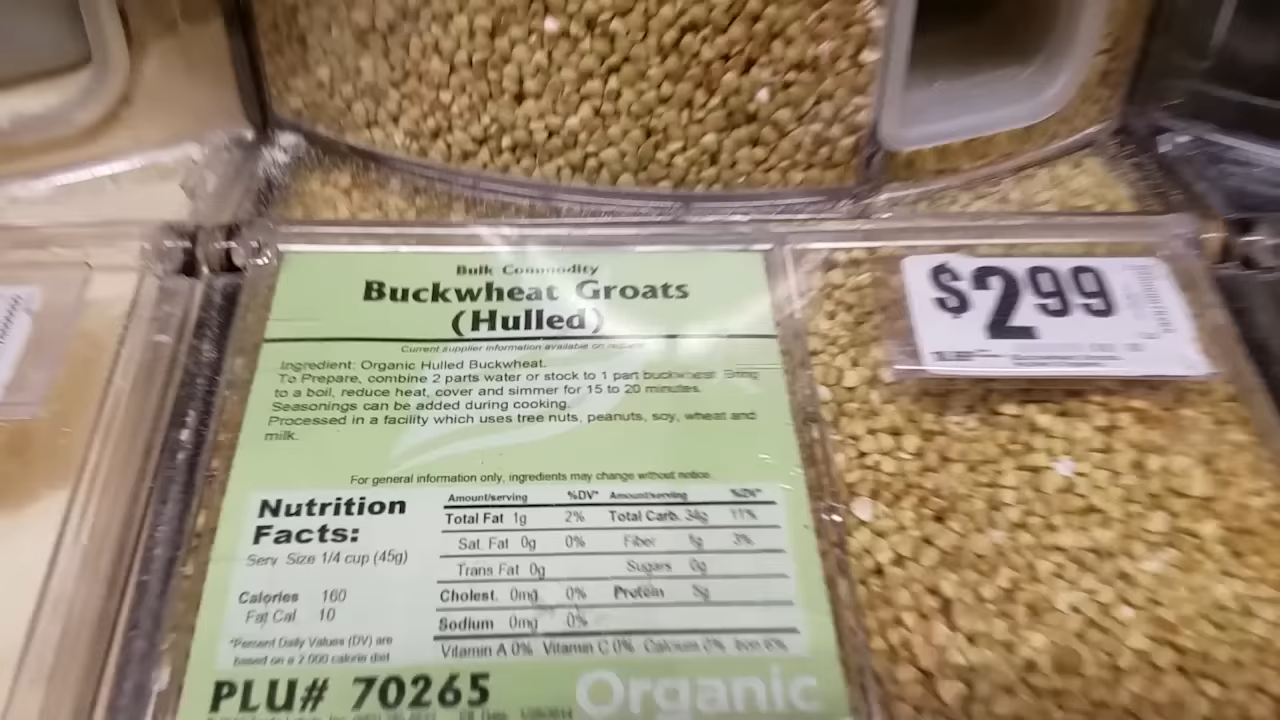 Bulk Commodity
Buckwheat Groats
(Hulled)
$2.99
Current supplier information available on request
Ingredient: Organic Hulled Buckwheat.
To Prepare, combine 2 parts water or stock to 1 part buckwheat. Bring
to a boil, reduce heat, cover and simmer for 15 to 20 minutes.
Seasonings can be added during cooking.
Processed in a facility which uses tree nuts, peanuts, soy, wheat and
milk.
For general information only, ingredients may change without notice.
Nutrition
Facts:
Serv Size 1/4 cup (45g)
Calories 160
Fat Cal 10
*Percent Daily Values (DV) are
based on a 2,000 calorie diet
Amount/serving %DV* Amount/serving %DV*
Total Fat 1g 2% Total Carb. 34g 11%
Sat. Fat 0g 0% Fiber 3%
Trans Fat 0g Sugars 0g
Cholest. 0mg 0% Protein 5g
Sodium 0mg 0%
Vitamin A 0% Vitamin C 0% Calcium 0% Iron 6%
PLU# 70265 Organic